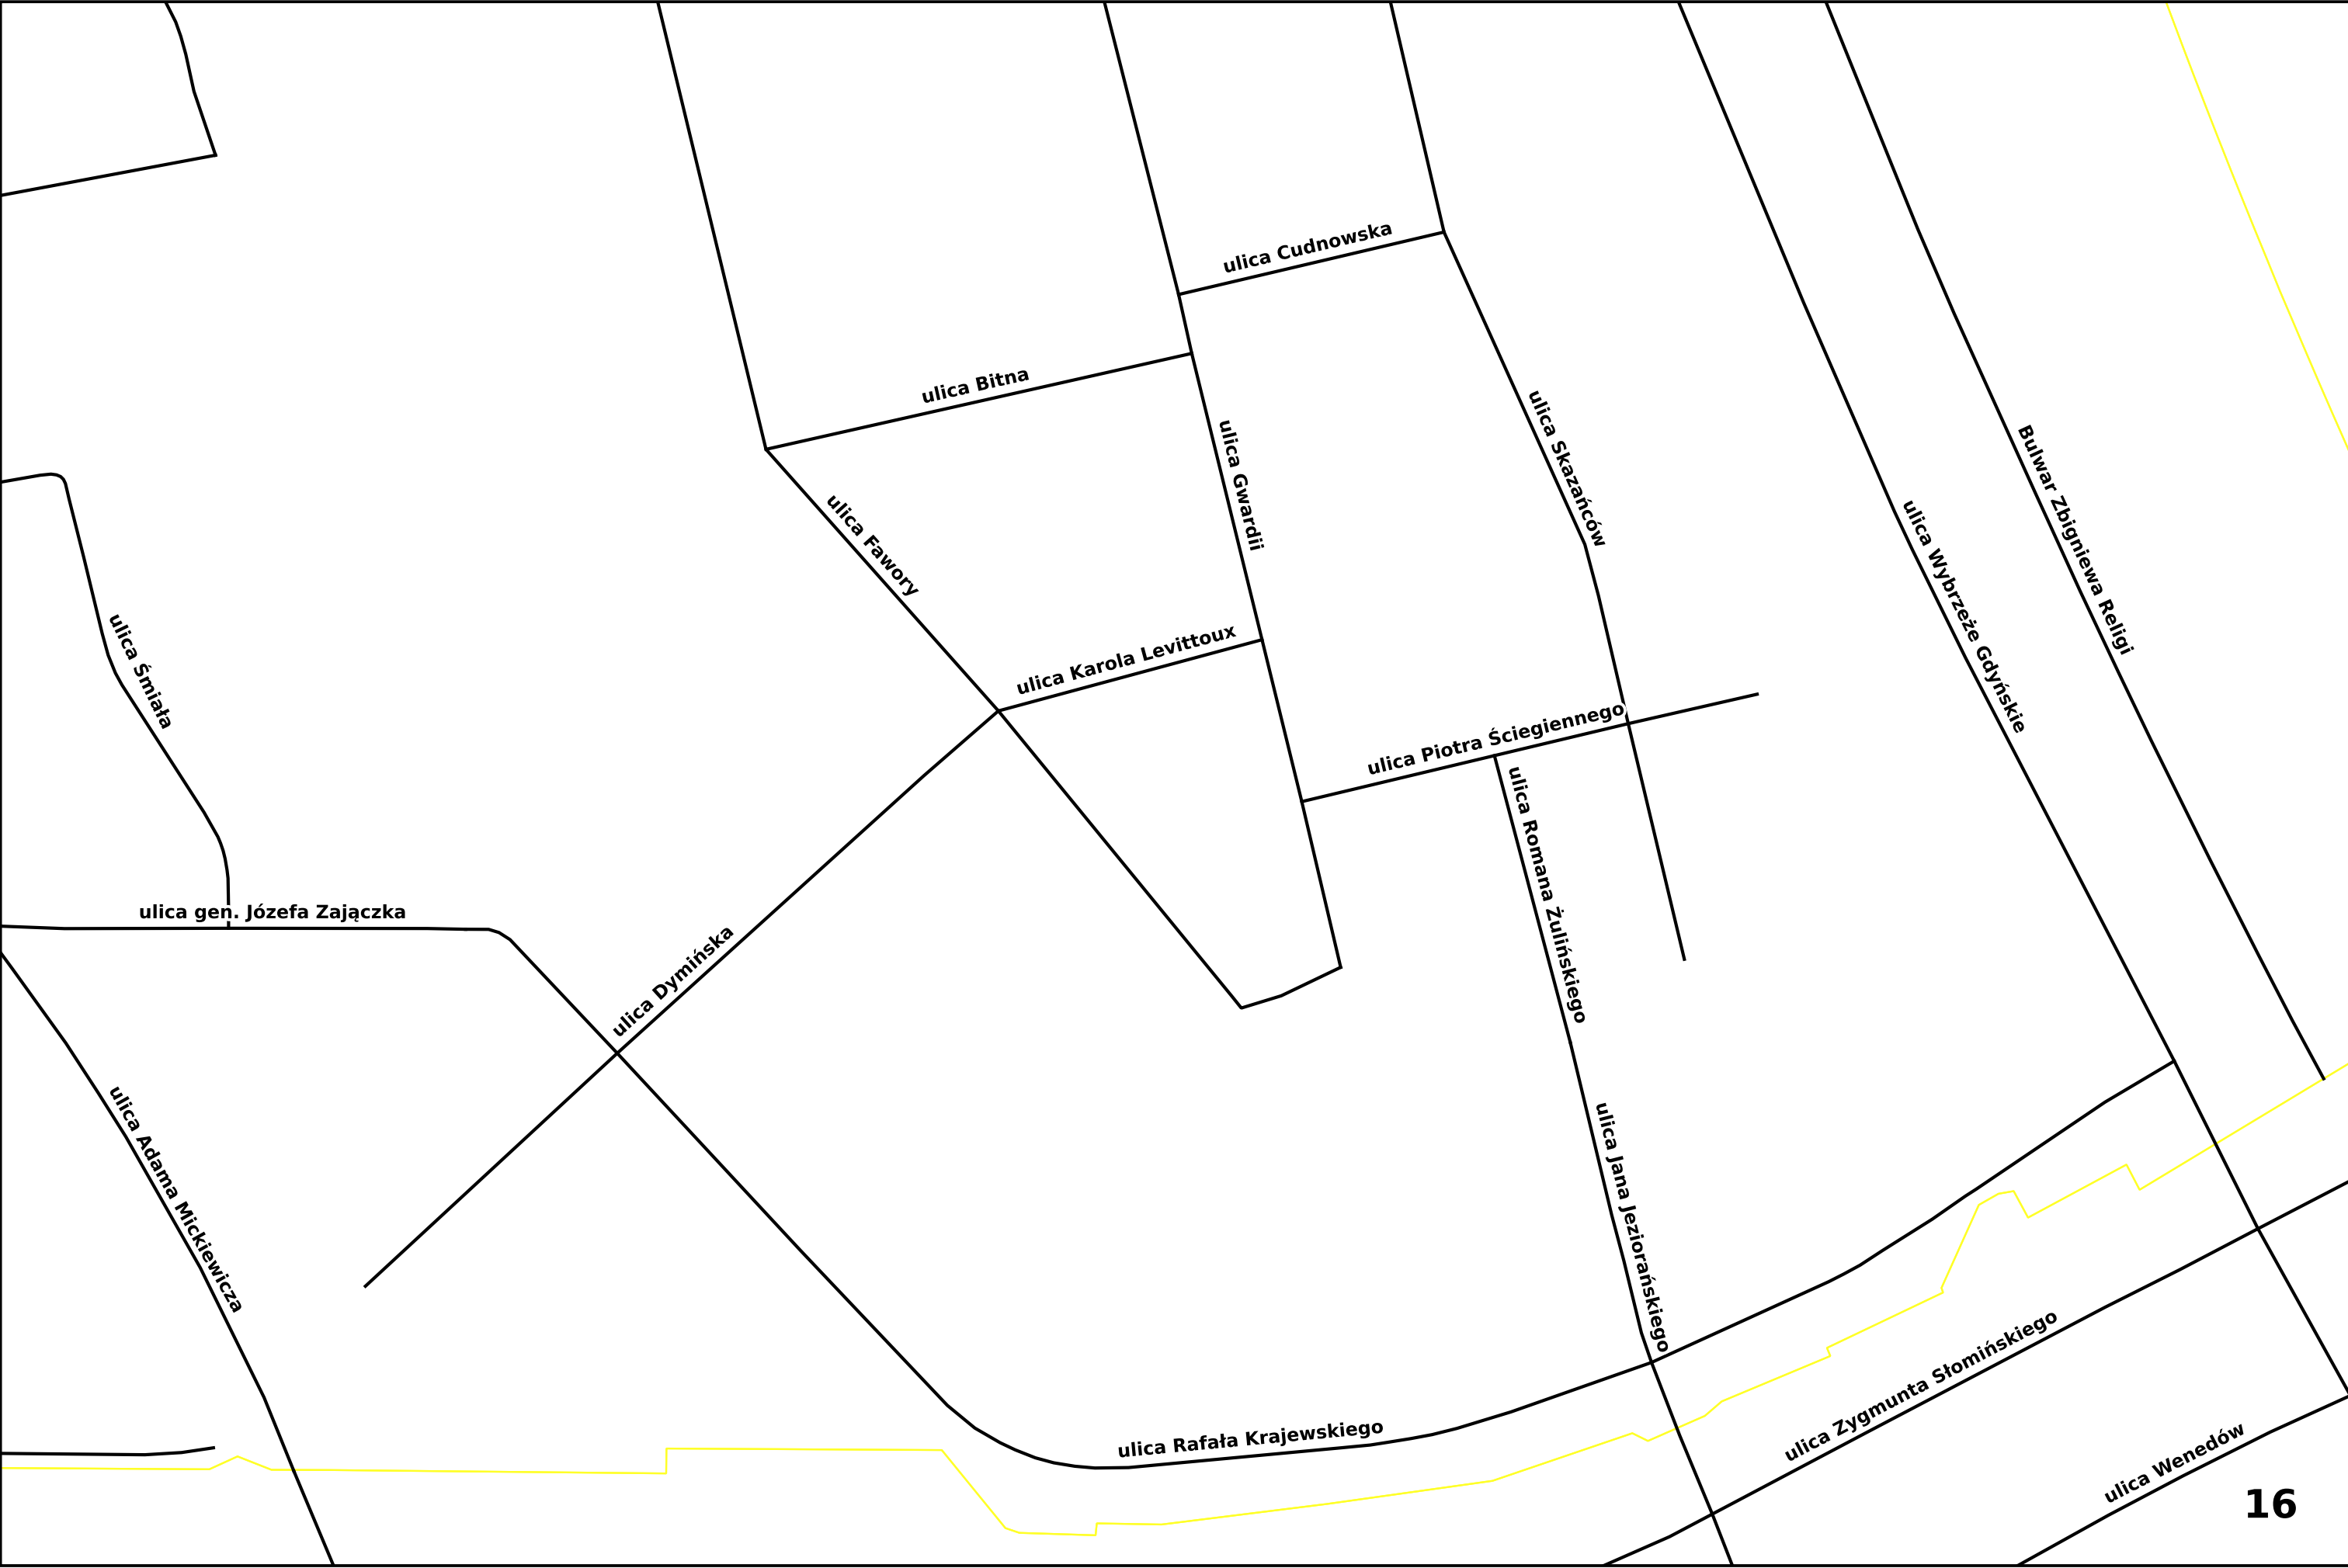 ulica Cudnowska
ulica Bitna
ulica Skazańców
ulica Gwardii
Bulwar Zbigniewa Religi
ulica Fawory
ulica Wybrzeże Gdyńskie
ulica Śmiała
ulica Karola Levittoux
ulica Piotra Ściegiennego
ulica Romana Żulińskiego
ulica gen. Józefa Zajączka
ulica Dymińska
ulica Adama Mickiewicza
ulica Jana Jeziorańskiego
ulica Zygmunta Słomińskiego
ulica Rafała Krajewskiego
ulica Wenedów
16